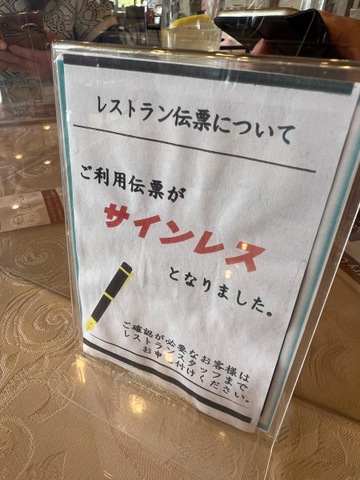 レストラン伝票について
ご利用伝票が
サインレス
となりました。
ご確認が必要なお客様は
レストランスタッフまで
お申し付けください。